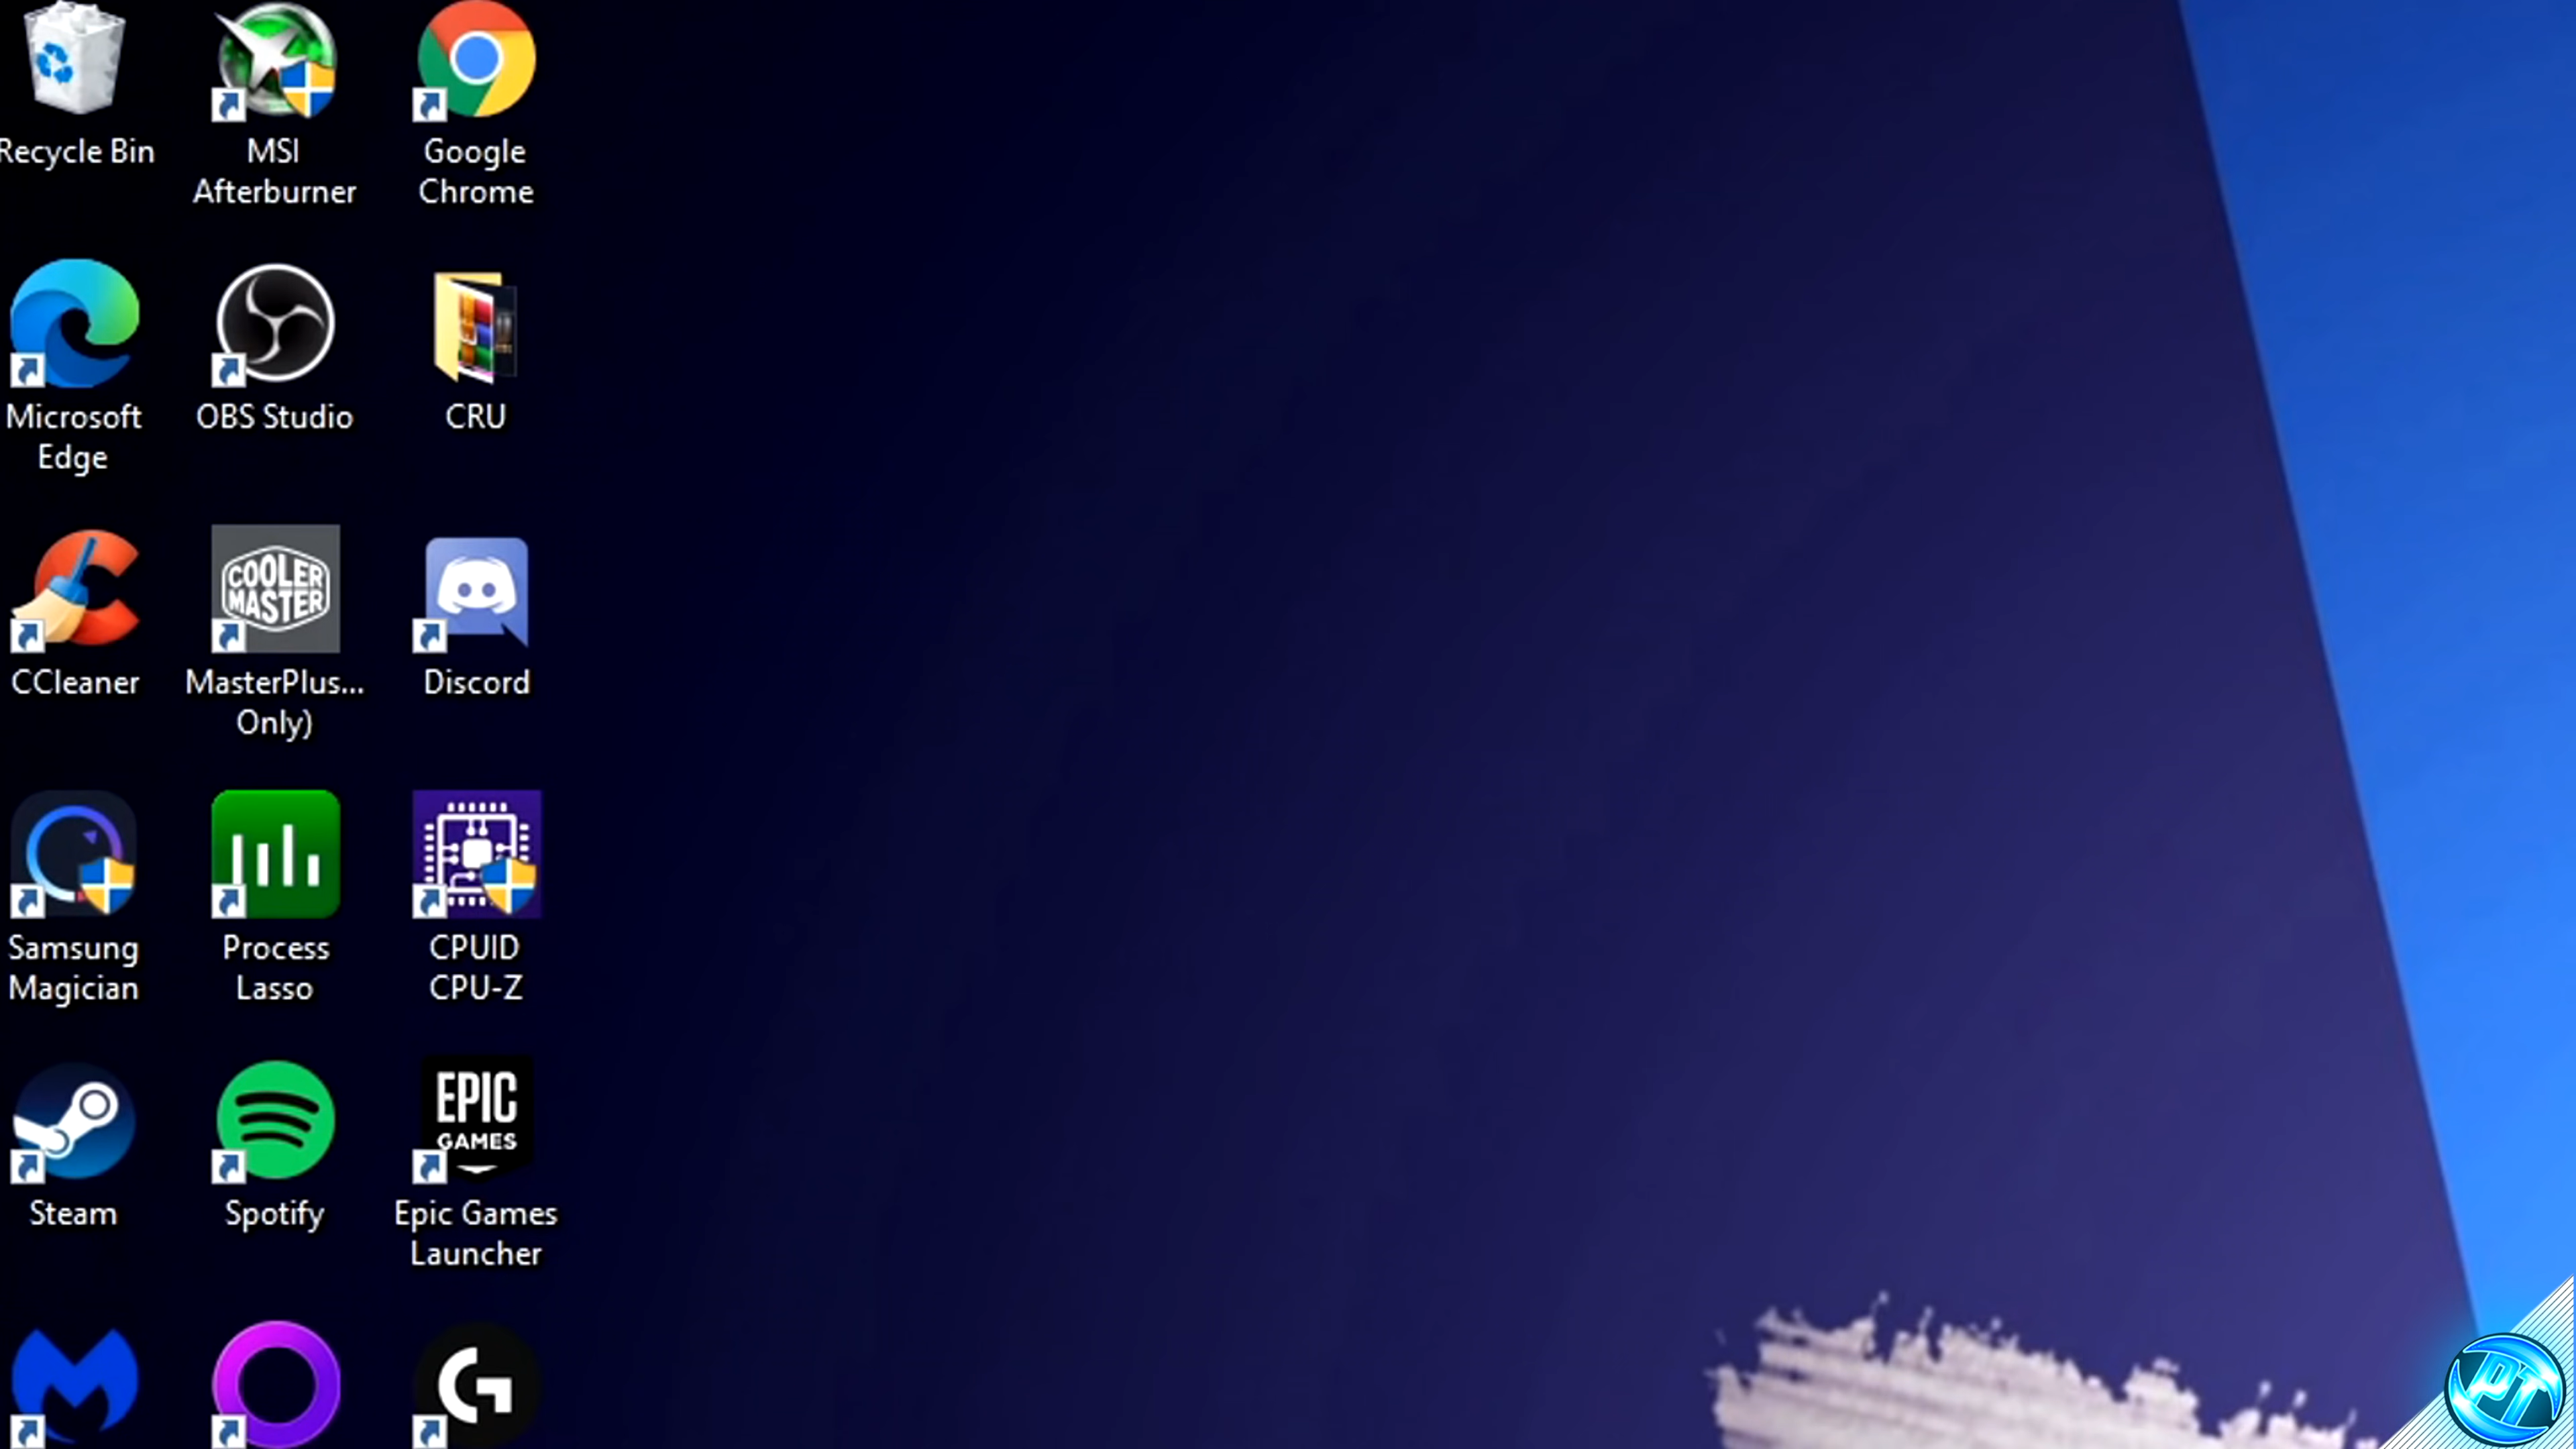 Recycle Bin
MSI
Afterburner
Google
Chrome
Microsoft
Edge
OBS Studio
CRU
COOLER
MASTER
CCleaner
MasterPlus...
Only)
Discord
Samsung
Magician
Process
Lasso
CPUID
CPU-Z
EPIC
GAMES
Steam
Spotify
Epic Games
Launcher
PT